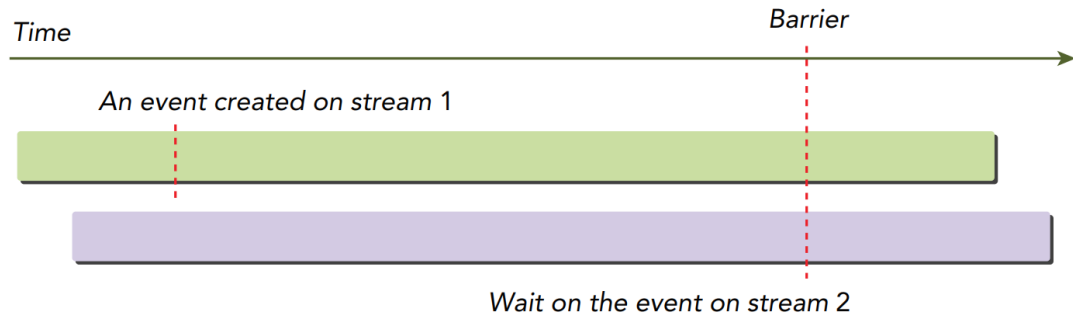 Time
Barrier
An event created on stream 1
Wait on the event on stream 2